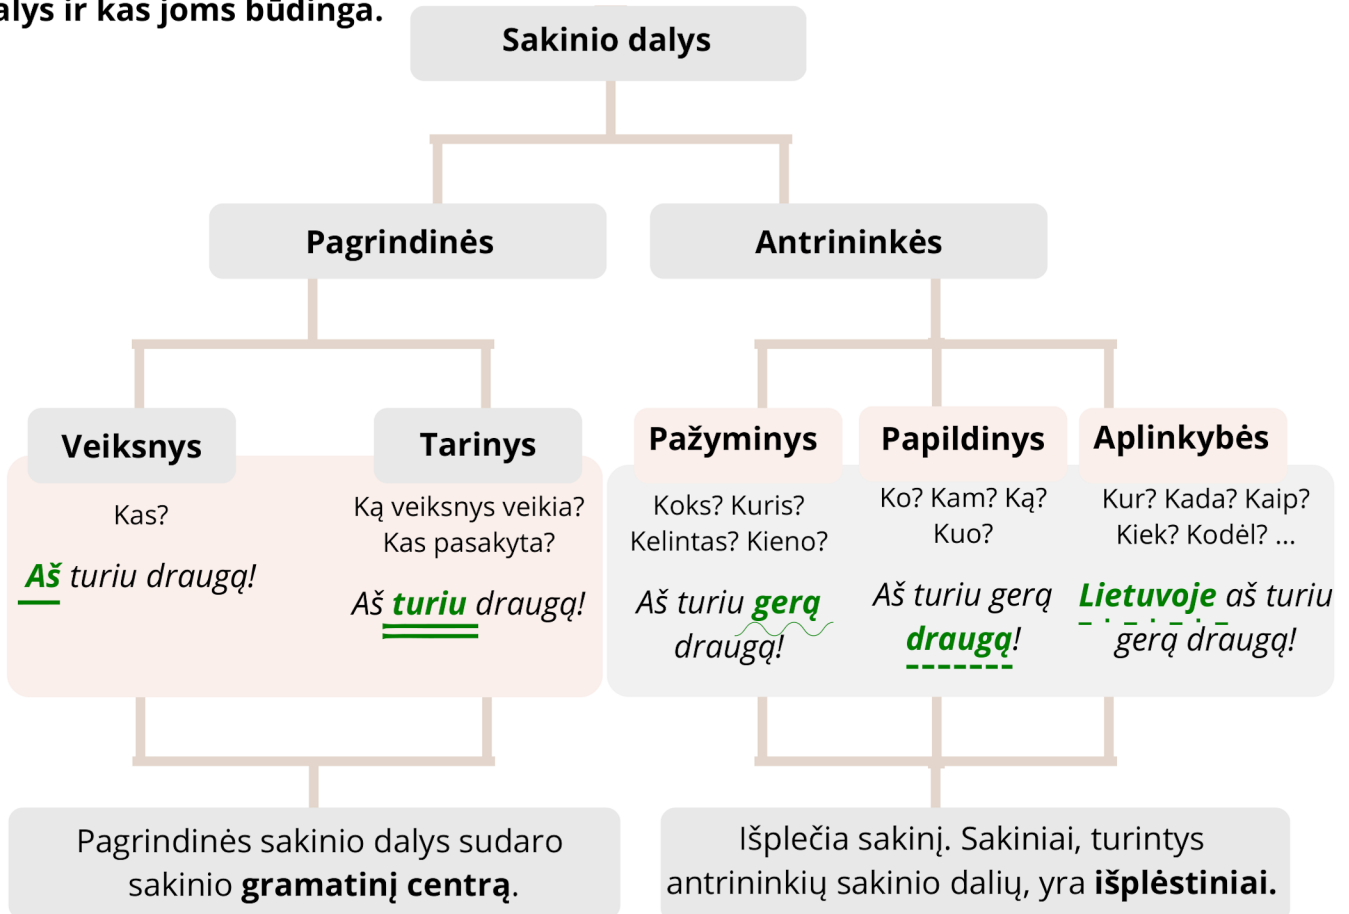 ir kas joms būdinga.
Sakinio dalys
Pagrindinės
Antrininkės
Veiksnys
Kas?
Aš turiu draugą!
Tarinys
Ką veiksnys veikia?
Kas pasakyta?
Aš turiu draugą!
Pažyminys
Koks? Kuris?
Kelintas? Kieno?
Aš turiu gerą
draugą!
Papildinys
Ko? Kam? Ką?
Kuo?
Aš turiu gerą
draugą!
Aplinkybės
Kur? Kada? Kaip?
Kiek? Kodėl? ...
Lietuvoje aš turiu
gerą draugą!
Pagrindinės sakinio dalys sudaro
sakinio gramatinį centrą.
Išplečia sakinį. Sakiniai, turintys
antrininkių sakinio dalių, yra išplėstiniai.